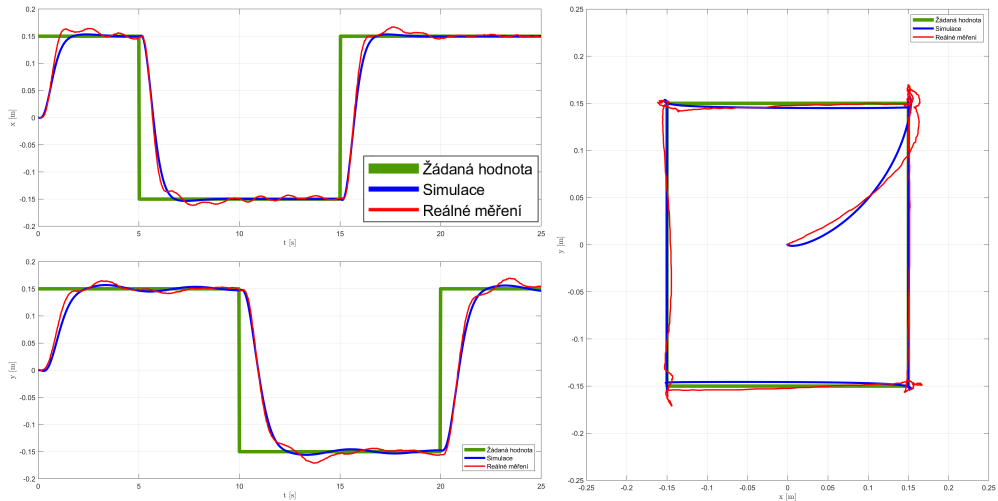 0.2
0.15
0.1
0.05
0
-0.05
-0.1
-0.15
-0.2
x [m]
0 5 10 15 20 25
t [s]
Žádaná hodnota
Simulace
Reálné měření
0.2
0.15
0.1
0.05
0
-0.05
-0.1
-0.15
-0.2
y [m]
0 5 10 15 20 25
t [s]
Žádaná hodnota
Simulace
Reálné měření
0.25
0.2
0.15
0.1
0.05
0
-0.05
-0.1
-0.15
-0.2
-0.25
y [m]
-0.25 -0.2 -0.15 -0.1 -0.05 0 0.05 0.1 0.15 0.2 0.25
x [m]
Žádaná hodnota
Simulace
Reálné měření